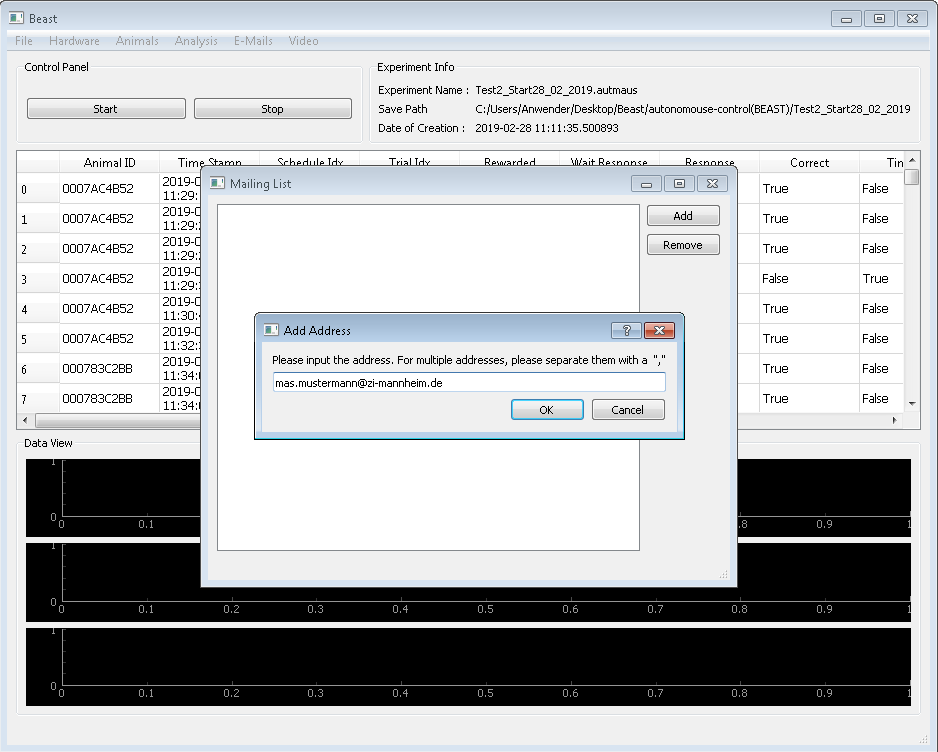 Beast
File Hardware Animals Analysis E-Mails Video
Control Panel
Start Stop
Experiment Info
Experiment Name : Test2_Start28_02_2019.autmaus
Save Path C:/Users/Anwender/Desktop/Beast/autonomouse-control(BEAST)/Test2_Start28_02_2019
Date of Creation : 2019-02-28 11:11:35.500893
Animal ID Time Stamp Schedule Idx Trial Idx Rewarded Wait Response Response Correct Tin
0 0007AC4B52 2019-0 11:29: True False
1 0007AC4B52 2019-0 11:29: True False
2 0007AC4B52 2019-0 11:29: True False
3 0007AC4B52 2019-0 11:29: False True
4 0007AC4B52 2019-0 11:30: True False
5 0007AC4B52 2019-0 11:32: True False
6 000783C2BB 2019-0 11:34: True False
7 000783C2BB 2019-0 11:34: True False
Mailing List
Add
Remove
Add Address
Please input the address. For multiple addresses, please separate them with a ","
mas.mustermann@zi-mannheim.de
OK Cancel
Data View
1
0
0 0.1 .8 0.9 1
1
0
0 0.1 0.2 0.3 0.4 0.5 0.6 0.7 0.8 0.9 1
1
0
0 0.1 0.2 0.3 0.4 0.5 0.6 0.7 0.8 0.9 1